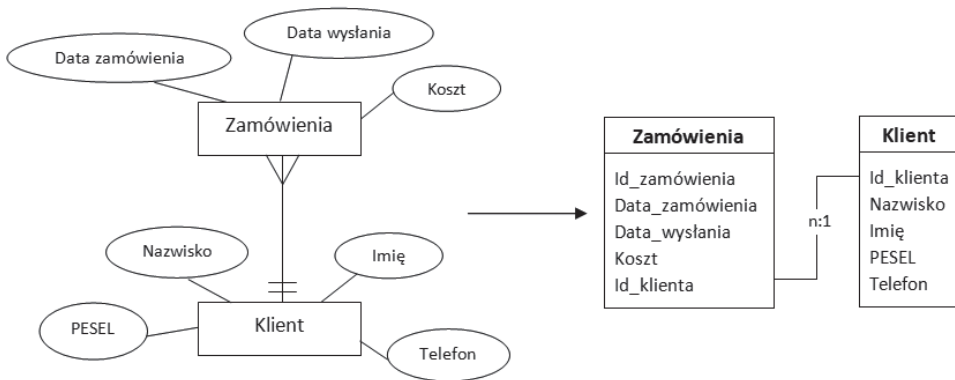 Data wysłania
Data zamówienia
Koszt
Zamówienia
Nazwisko
Imię
PESEL
Klient
Telefon
Zamówienia
Id_zamówienia
Data_zamówienia
Data_wysłania
Koszt
Id_klienta
n:1
Klient
Id_klienta
Nazwisko
Imię
PESEL
Telefon